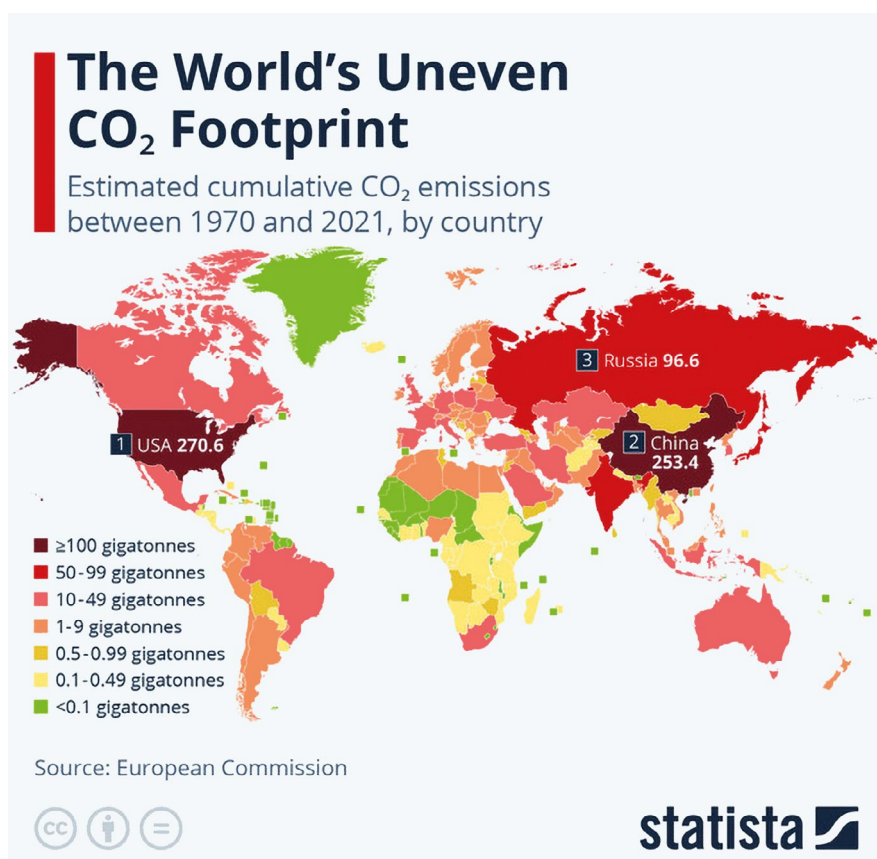 The World's Uneven
CO₂ Footprint
Estimated cumulative CO₂ emissions
between 1970 and 2021, by country
3 Russia 96.6
1 USA 270.6
2 China
253.4
≥100 gigatonnes
50-99 gigatonnes
10-49 gigatonnes
1-9 gigatonnes
0.5-0.99 gigatonnes
0.1-0.49 gigatonnes
<0.1 gigatonnes
Source: European Commission
cc
=
statista